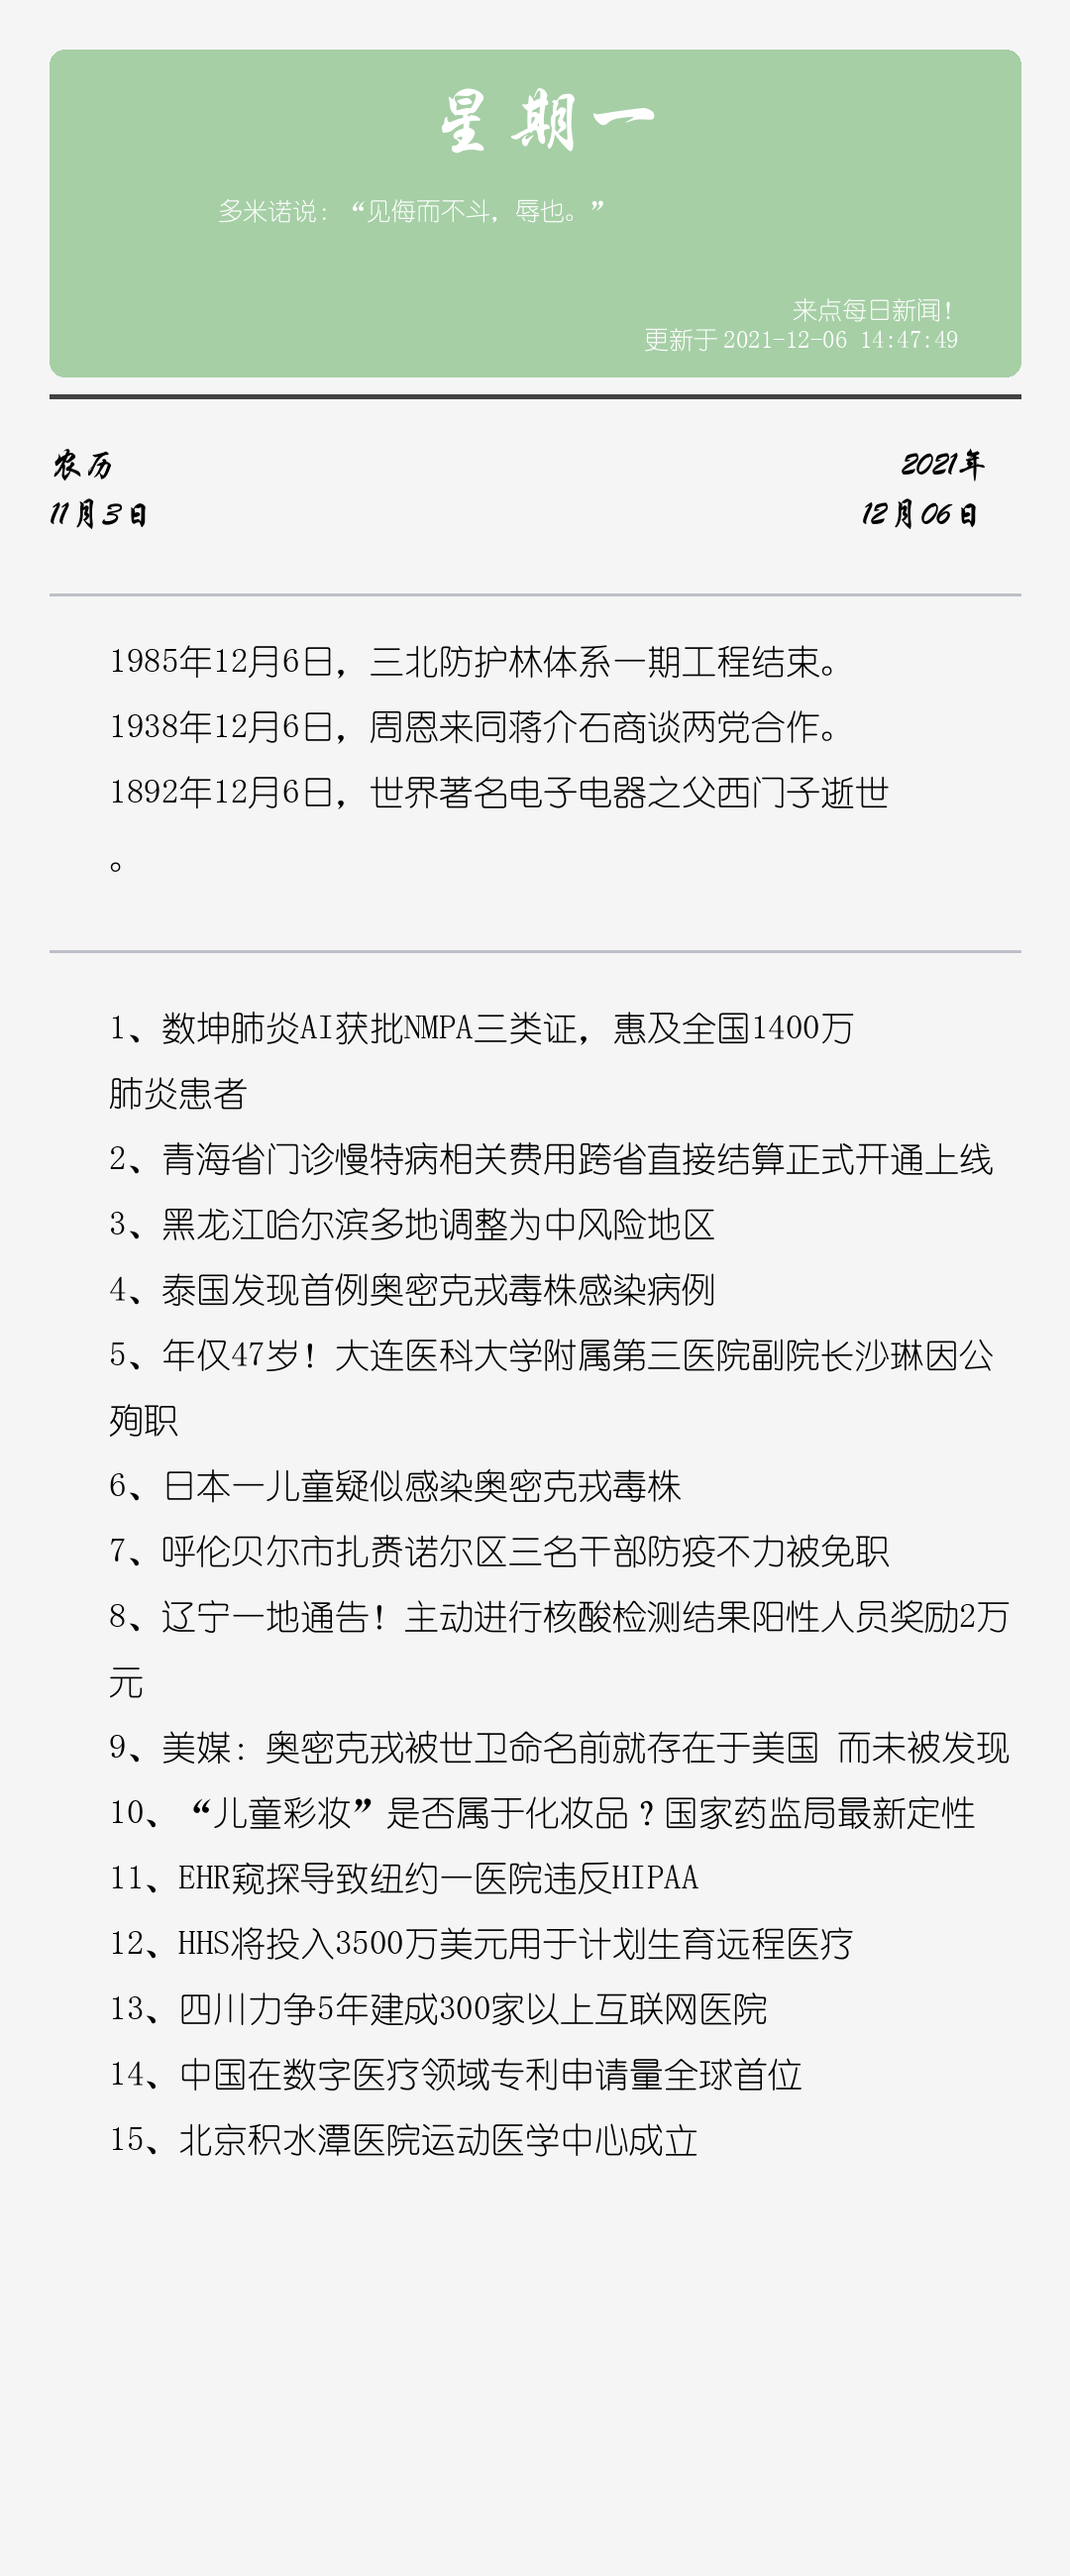 星期一
多米诺说：“见侮而不斗，辱也。”
来点每日新闻！
更新于2021-12-06 14:47:49
农历
2021年
11月3日
12月06日
1985年12月6日，三北防护林体系一期工程结束。
1938年12月6日，周恩来同蒋介石商谈两党合作。
1892年12月6日，世界著名电子电器之父西门子逝世
。
1、数坤肺炎AI获批NMPA三类证，惠及全国1400万
肺炎患者
2、青海省门诊慢特病相关费用跨省直接结算正式开通上线
3、黑龙江哈尔滨多地调整为中风险地区
4、泰国发现首例奥密克戎毒株感染病例
5、年仅47岁！大连医科大学附属第三医院副院长沙琳因公
殉职
6、日本一儿童疑似感染奥密克戎毒株
7、呼伦贝尔市扎赉诺尔区三名干部防疫不力被免职
8、辽宁一地通告！主动进行核酸检测结果阳性人员奖励2万
元
9、美媒：奥密克戎被世卫命名前就存在于美国 而未被发现
10、“儿童彩妆”是否属于化妆品？国家药监局最新定性
11、EHR窥探导致纽约一医院违反HIPAA
12、HHS将投入3500万美元用于计划生育远程医疗
13、四川力争5年建成300家以上互联网医院
14、中国在数字医疗领域专利申请量全球首位
15、北京积水潭医院运动医学中心成立